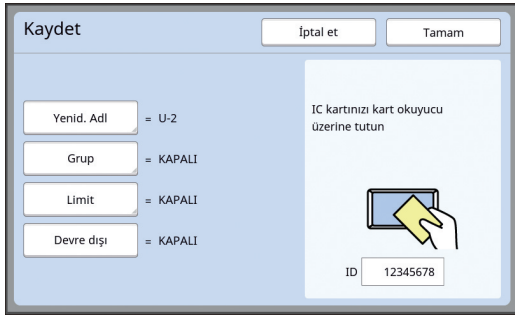 Kaydet
İptal et
Tamam
Yenid. Adl = U-2
Grup = KAPALI
Limit = KAPALI
Devre dışı = KAPALI
IC kartınızı kart okuyucu
üzerine tutun
ID 12345678